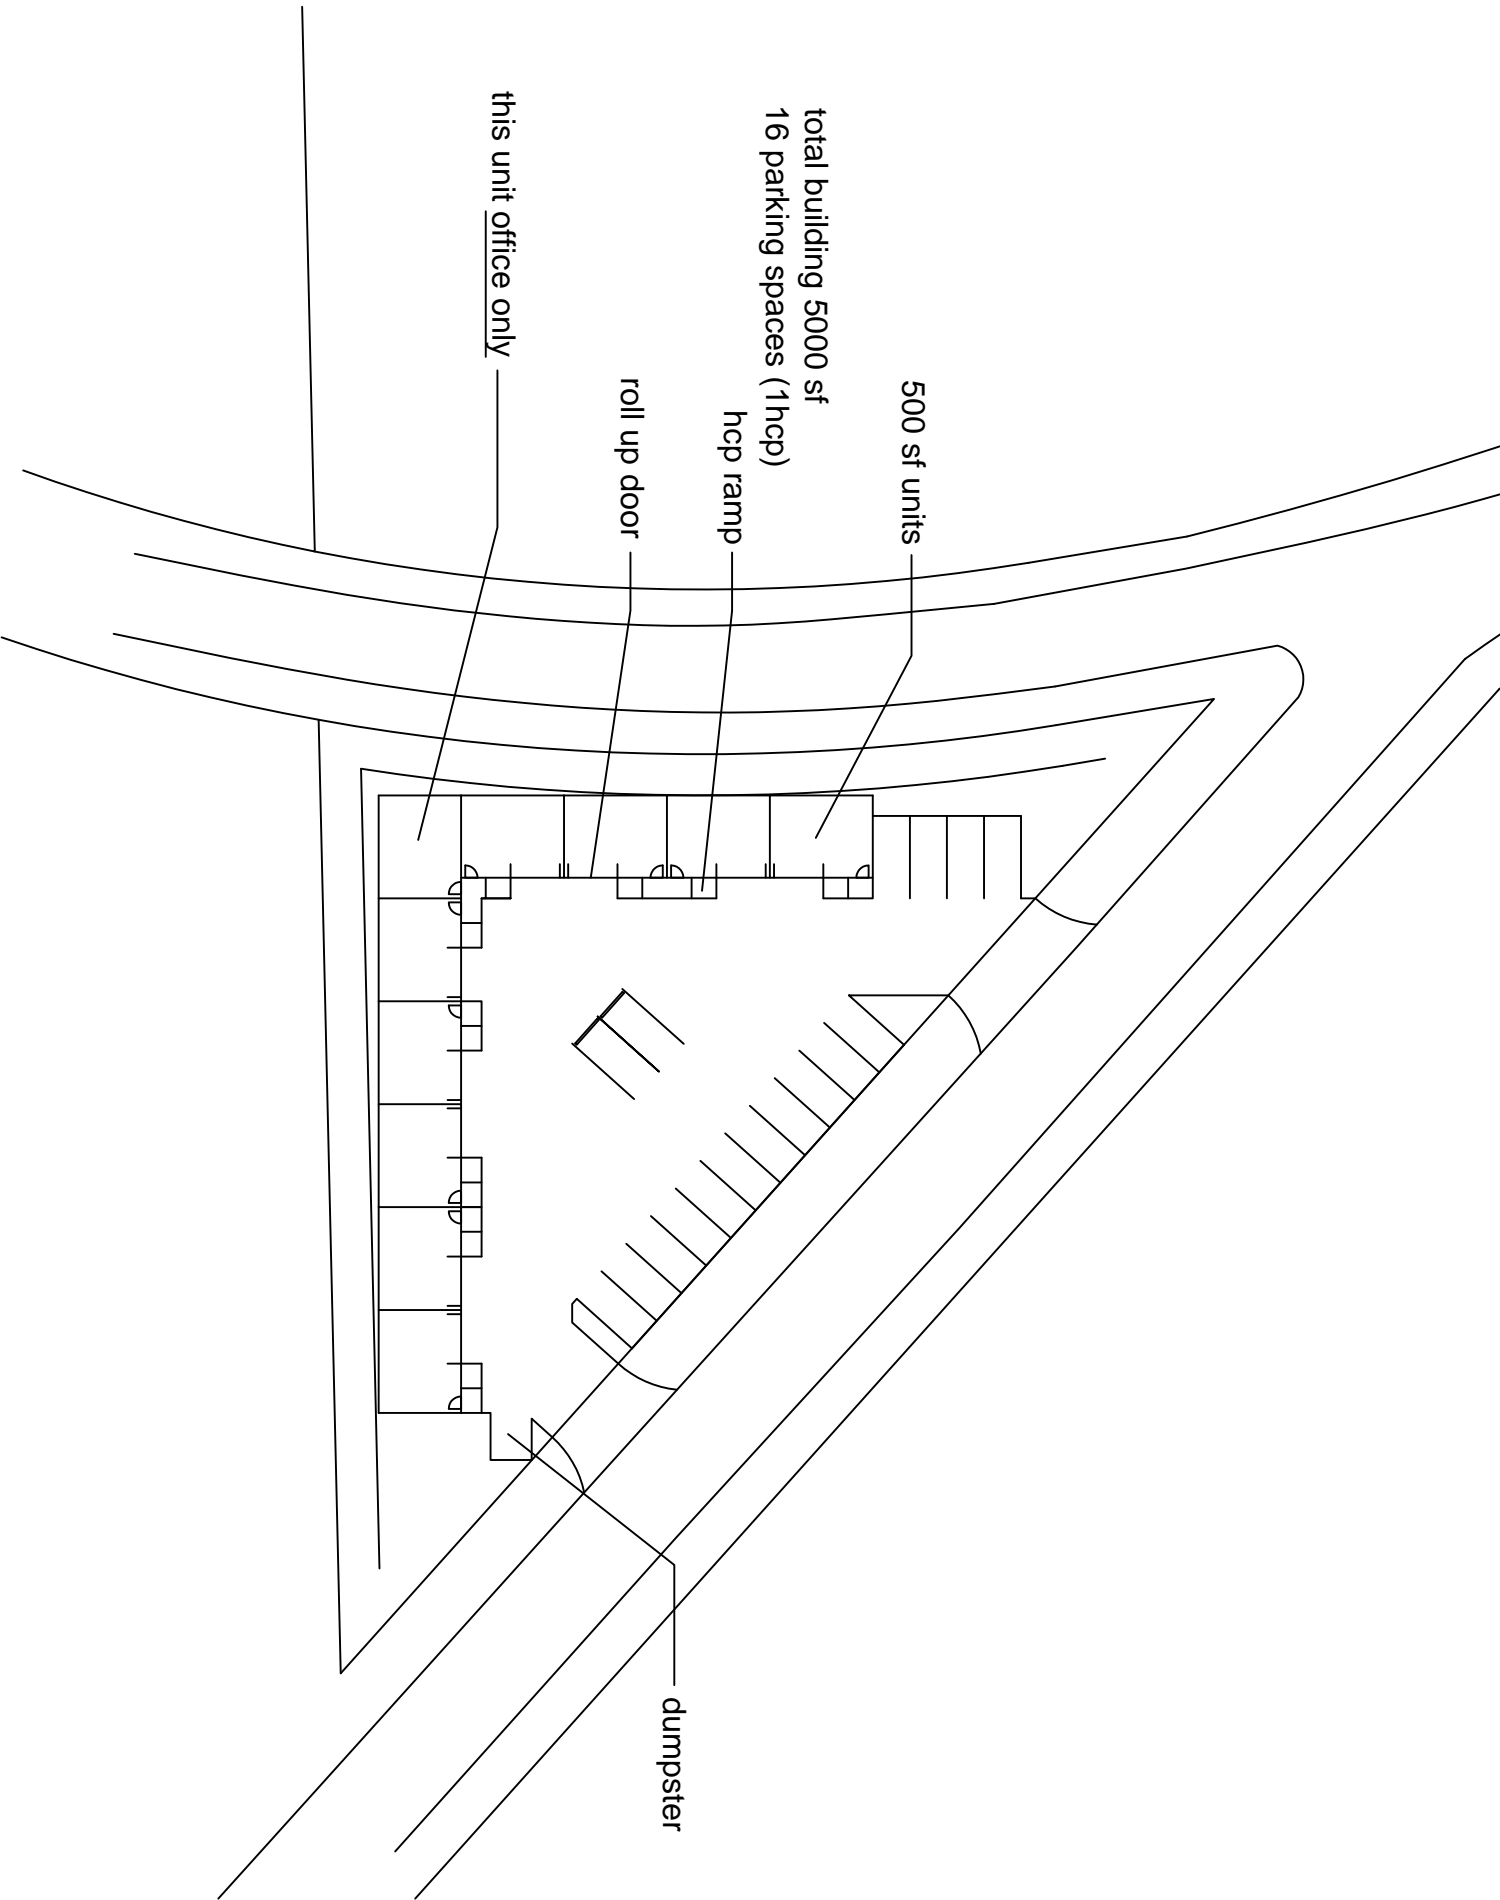 500 sf units
total building 5000 sf
16 parking spaces (1hcp)
hcp ramp
roll up door
this unit office only
dumpster